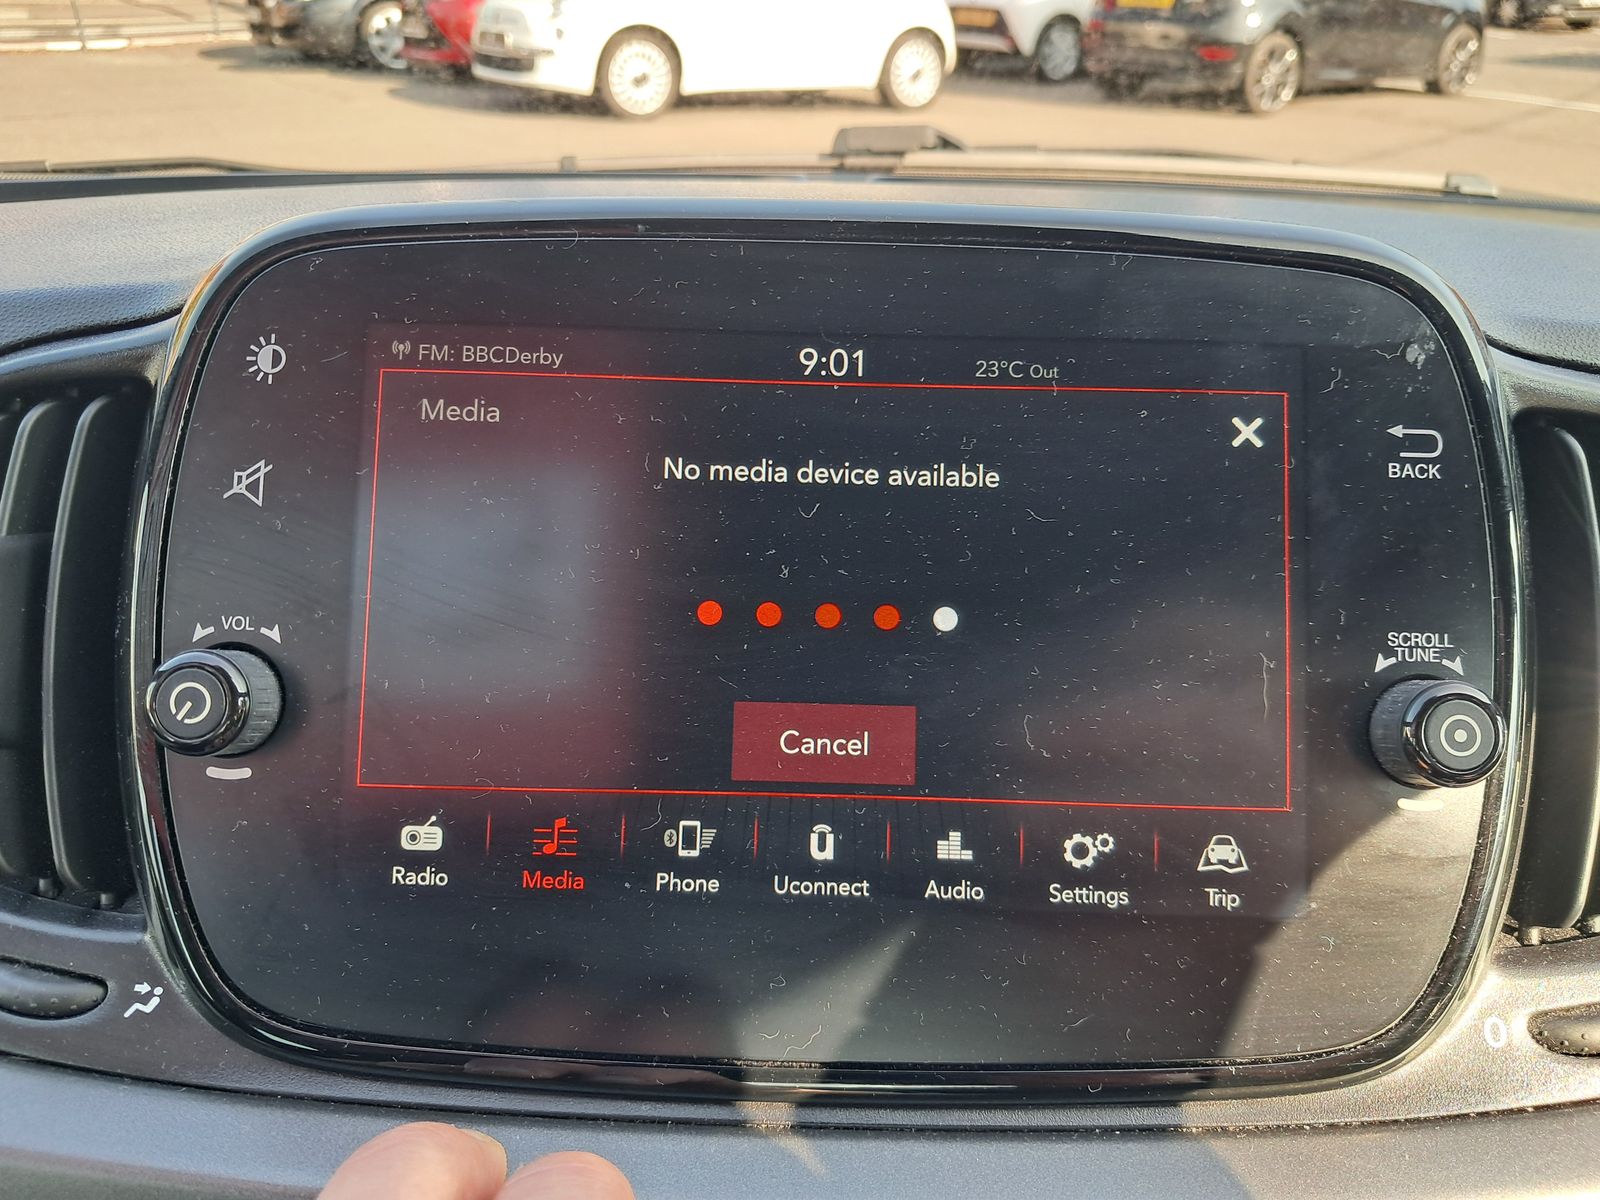 FM: BBCDerby
9:01
23°C Out
Media
No media device available
BACK
VOL
SCROLL
TUNE
Cancel
Radio
Media
Phone
Uconnect
Audio
Settings
Trip
0